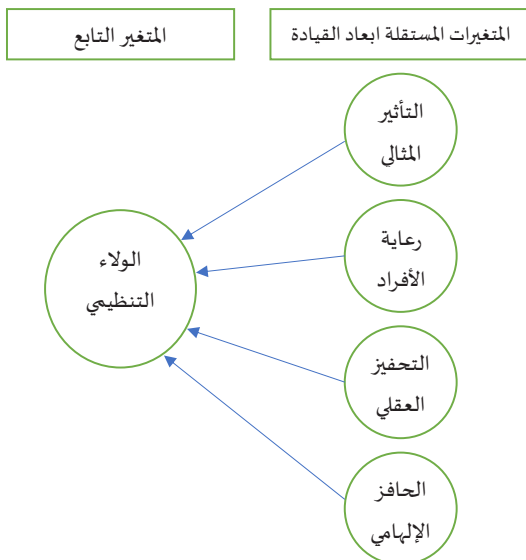 المتغيرات المستقلة ابعاد القيادة
المتغير التابع
التأثير
المثالي
رعاية
الأفراد
الولاء
التنظيمي
التحفيز
العقلي
الحافز
الإلهامي